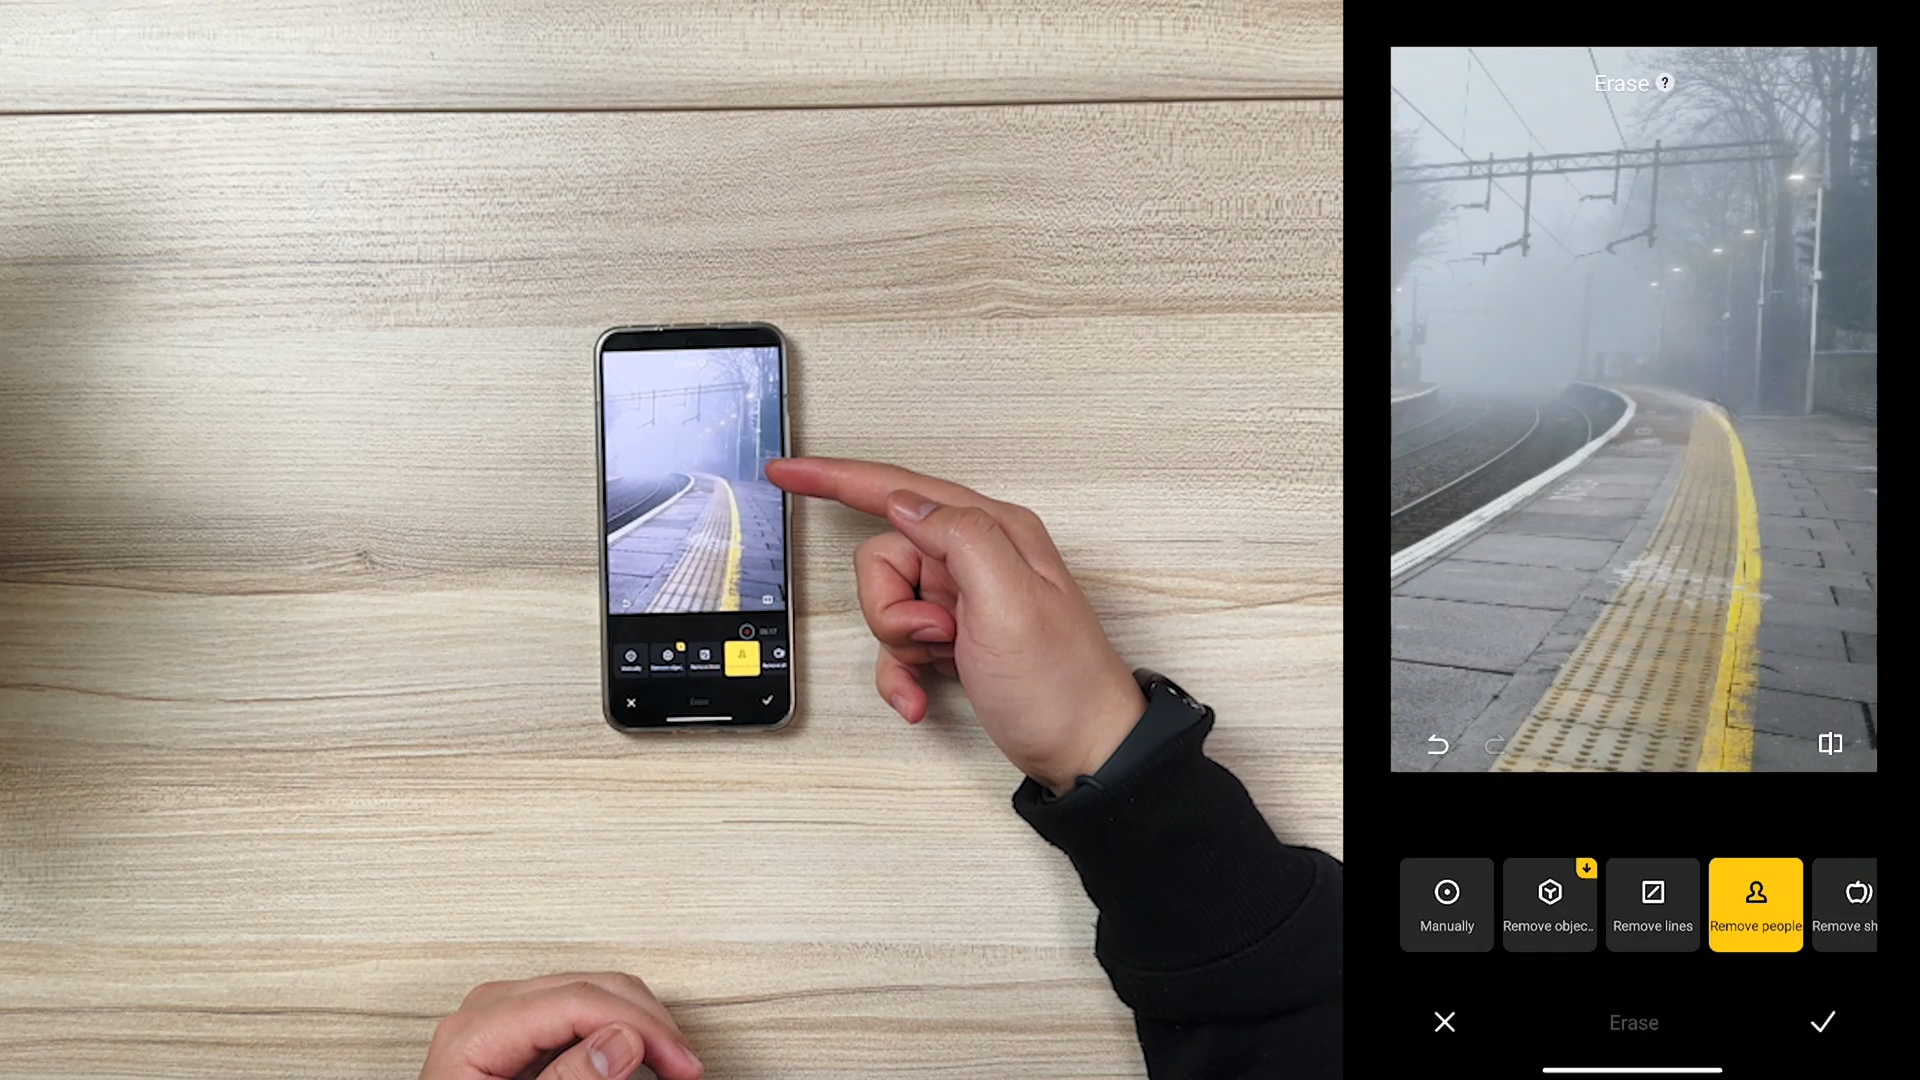 Erase ?
Manually
Remove objec..
Remove lines
Remove people
Remove sh
Erase